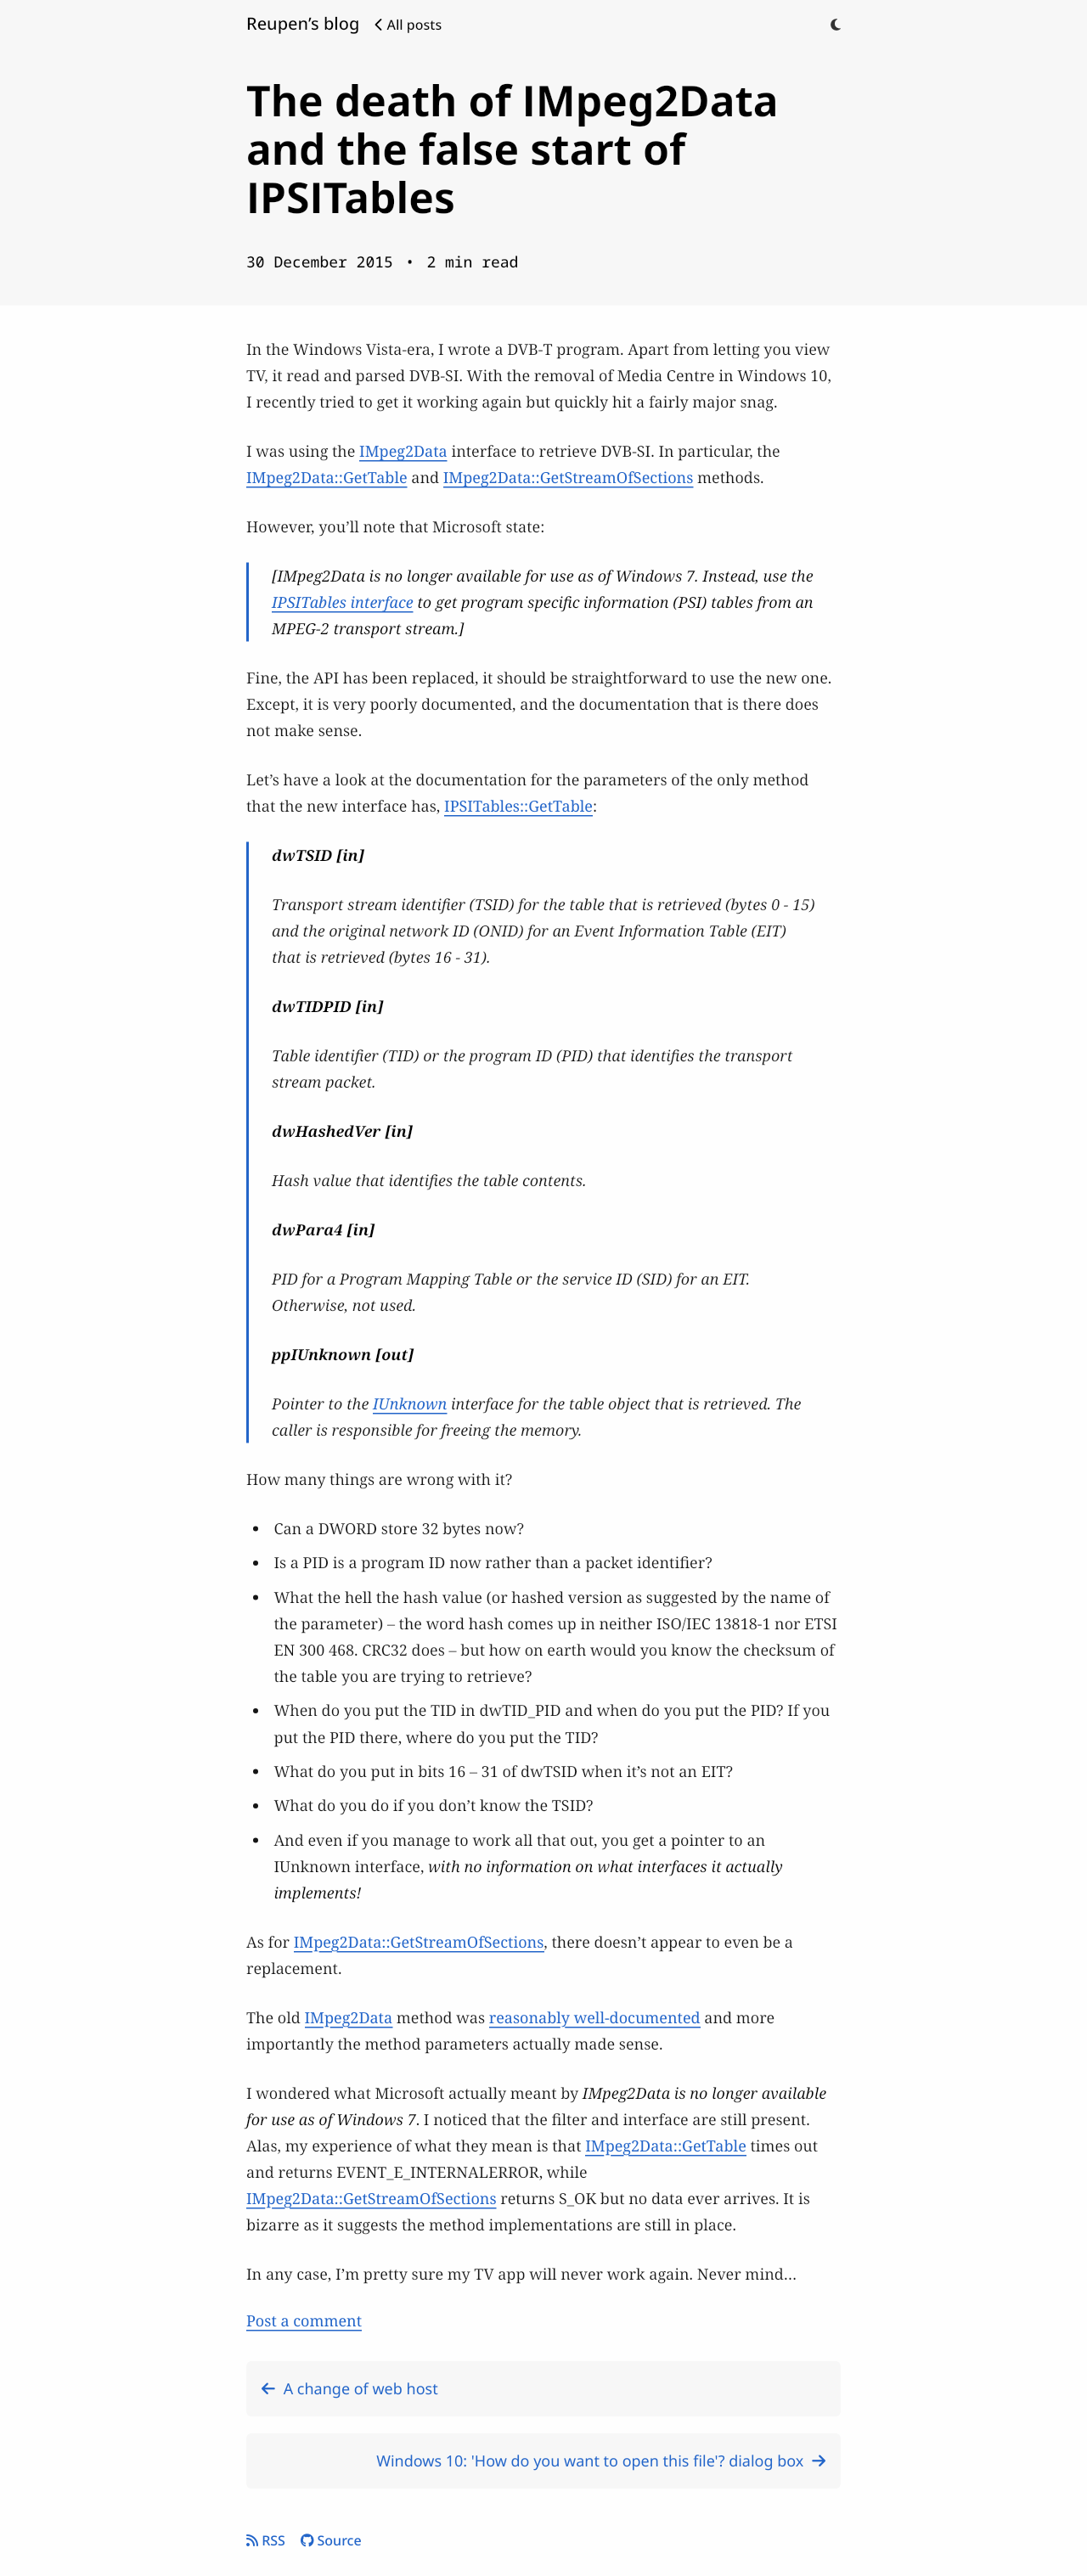 Reupen’s blog All posts
The death of IMpeg2Data
and the false start of
IPSITables
30 December 2015 • 2 min read
In the Windows Vista-era, I wrote a DVB-T program. Apart from letting you view
TV, it read and parsed DVB-SI. With the removal of Media Centre in Windows 10,
I recently tried to get it working again but quickly hit a fairly major snag.
I was using the IMpeg2Data interface to retrieve DVB-SI. In particular, the
IMpeg2Data::GetTable and IMpeg2Data::GetStreamOfSections methods.
However, you’ll note that Microsoft state:
[IMpeg2Data is no longer available for use as of Windows 7. Instead, use the
IPSITables interface to get program specific information (PSI) tables from an
MPEG-2 transport stream.]
Fine, the API has been replaced, it should be straightforward to use the new one.
Except, it is very poorly documented, and the documentation that is there does
not make sense.
Let’s have a look at the documentation for the parameters of the only method
that the new interface has, IPSITables::GetTable:
dwTSID [in]
Transport stream identifier (TSID) for the table that is retrieved (bytes 0 - 15)
and the original network ID (ONID) for an Event Information Table (EIT)
that is retrieved (bytes 16 - 31).
dwTIDPID [in]
Table identifier (TID) or the program ID (PID) that identifies the transport
stream packet.
dwHashedVer [in]
Hash value that identifies the table contents.
dwPara4 [in]
PID for a Program Mapping Table or the service ID (SID) for an EIT.
Otherwise, not used.
ppIUnknown [out]
Pointer to the IUnknown interface for the table object that is retrieved. The
caller is responsible for freeing the memory.
How many things are wrong with it?
• Can a DWORD store 32 bytes now?
• Is a PID is a program ID now rather than a packet identifier?
• What the hell the hash value (or hashed version as suggested by the name of
the parameter) – the word hash comes up in neither ISO/IEC 13818-1 nor ETSI
EN 300 468. CRC32 does – but how on earth would you know the checksum of
the table you are trying to retrieve?
• When do you put the TID in dwTID_PID and when do you put the PID? If you
put the PID there, where do you put the TID?
• What do you put in bits 16 – 31 of dwTSID when it’s not an EIT?
• What do you do if you don’t know the TSID?
• And even if you manage to work all that out, you get a pointer to an
IUnknown interface, with no information on what interfaces it actually
implements!
As for IMpeg2Data::GetStreamOfSections, there doesn’t appear to even be a
replacement.
The old IMpeg2Data method was reasonably well-documented and more
importantly the method parameters actually made sense.
I wondered what Microsoft actually meant by IMpeg2Data is no longer available
for use as of Windows 7. I noticed that the filter and interface are still present.
Alas, my experience of what they mean is that IMpeg2Data::GetTable times out
and returns EVENT_E_INTERNALERROR, while
IMpeg2Data::GetStreamOfSections returns S_OK but no data ever arrives. It is
bizarre as it suggests the method implementations are still in place.
In any case, I’m pretty sure my TV app will never work again. Never mind…
Post a comment
← A change of web host
Windows 10: 'How do you want to open this file'? dialog box →
RSS Source